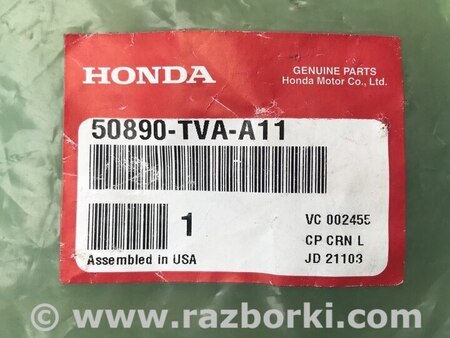 HONDA
GENUINE PARTS
Honda Motor Co., Ltd.
50890-TVA-A11
1
VC 002455
CP CRN L
Assembled in USA
JD 21103
© www.razborki.com